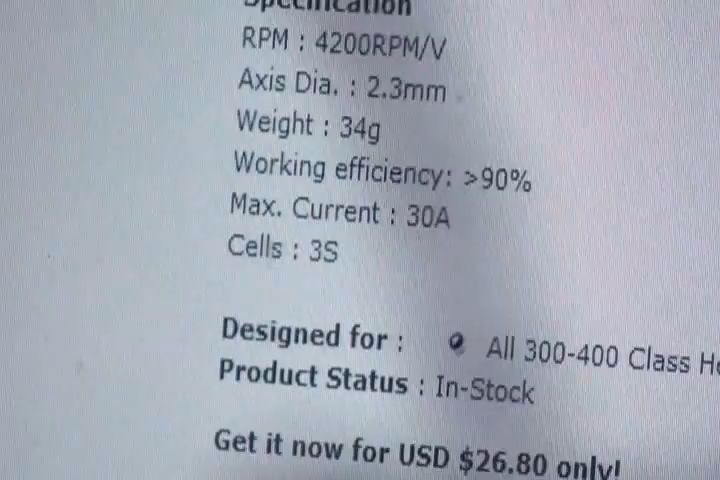 Specification
RPM : 4200RPM/V
Axis Dia. : 2.3mm
Weight : 34g
Working efficiency: >90%
Max. Current : 30A
Cells : 3S
Designed for : All 300-400 Class
Product Status : In-Stock
Get it now for USD $26.80 only!